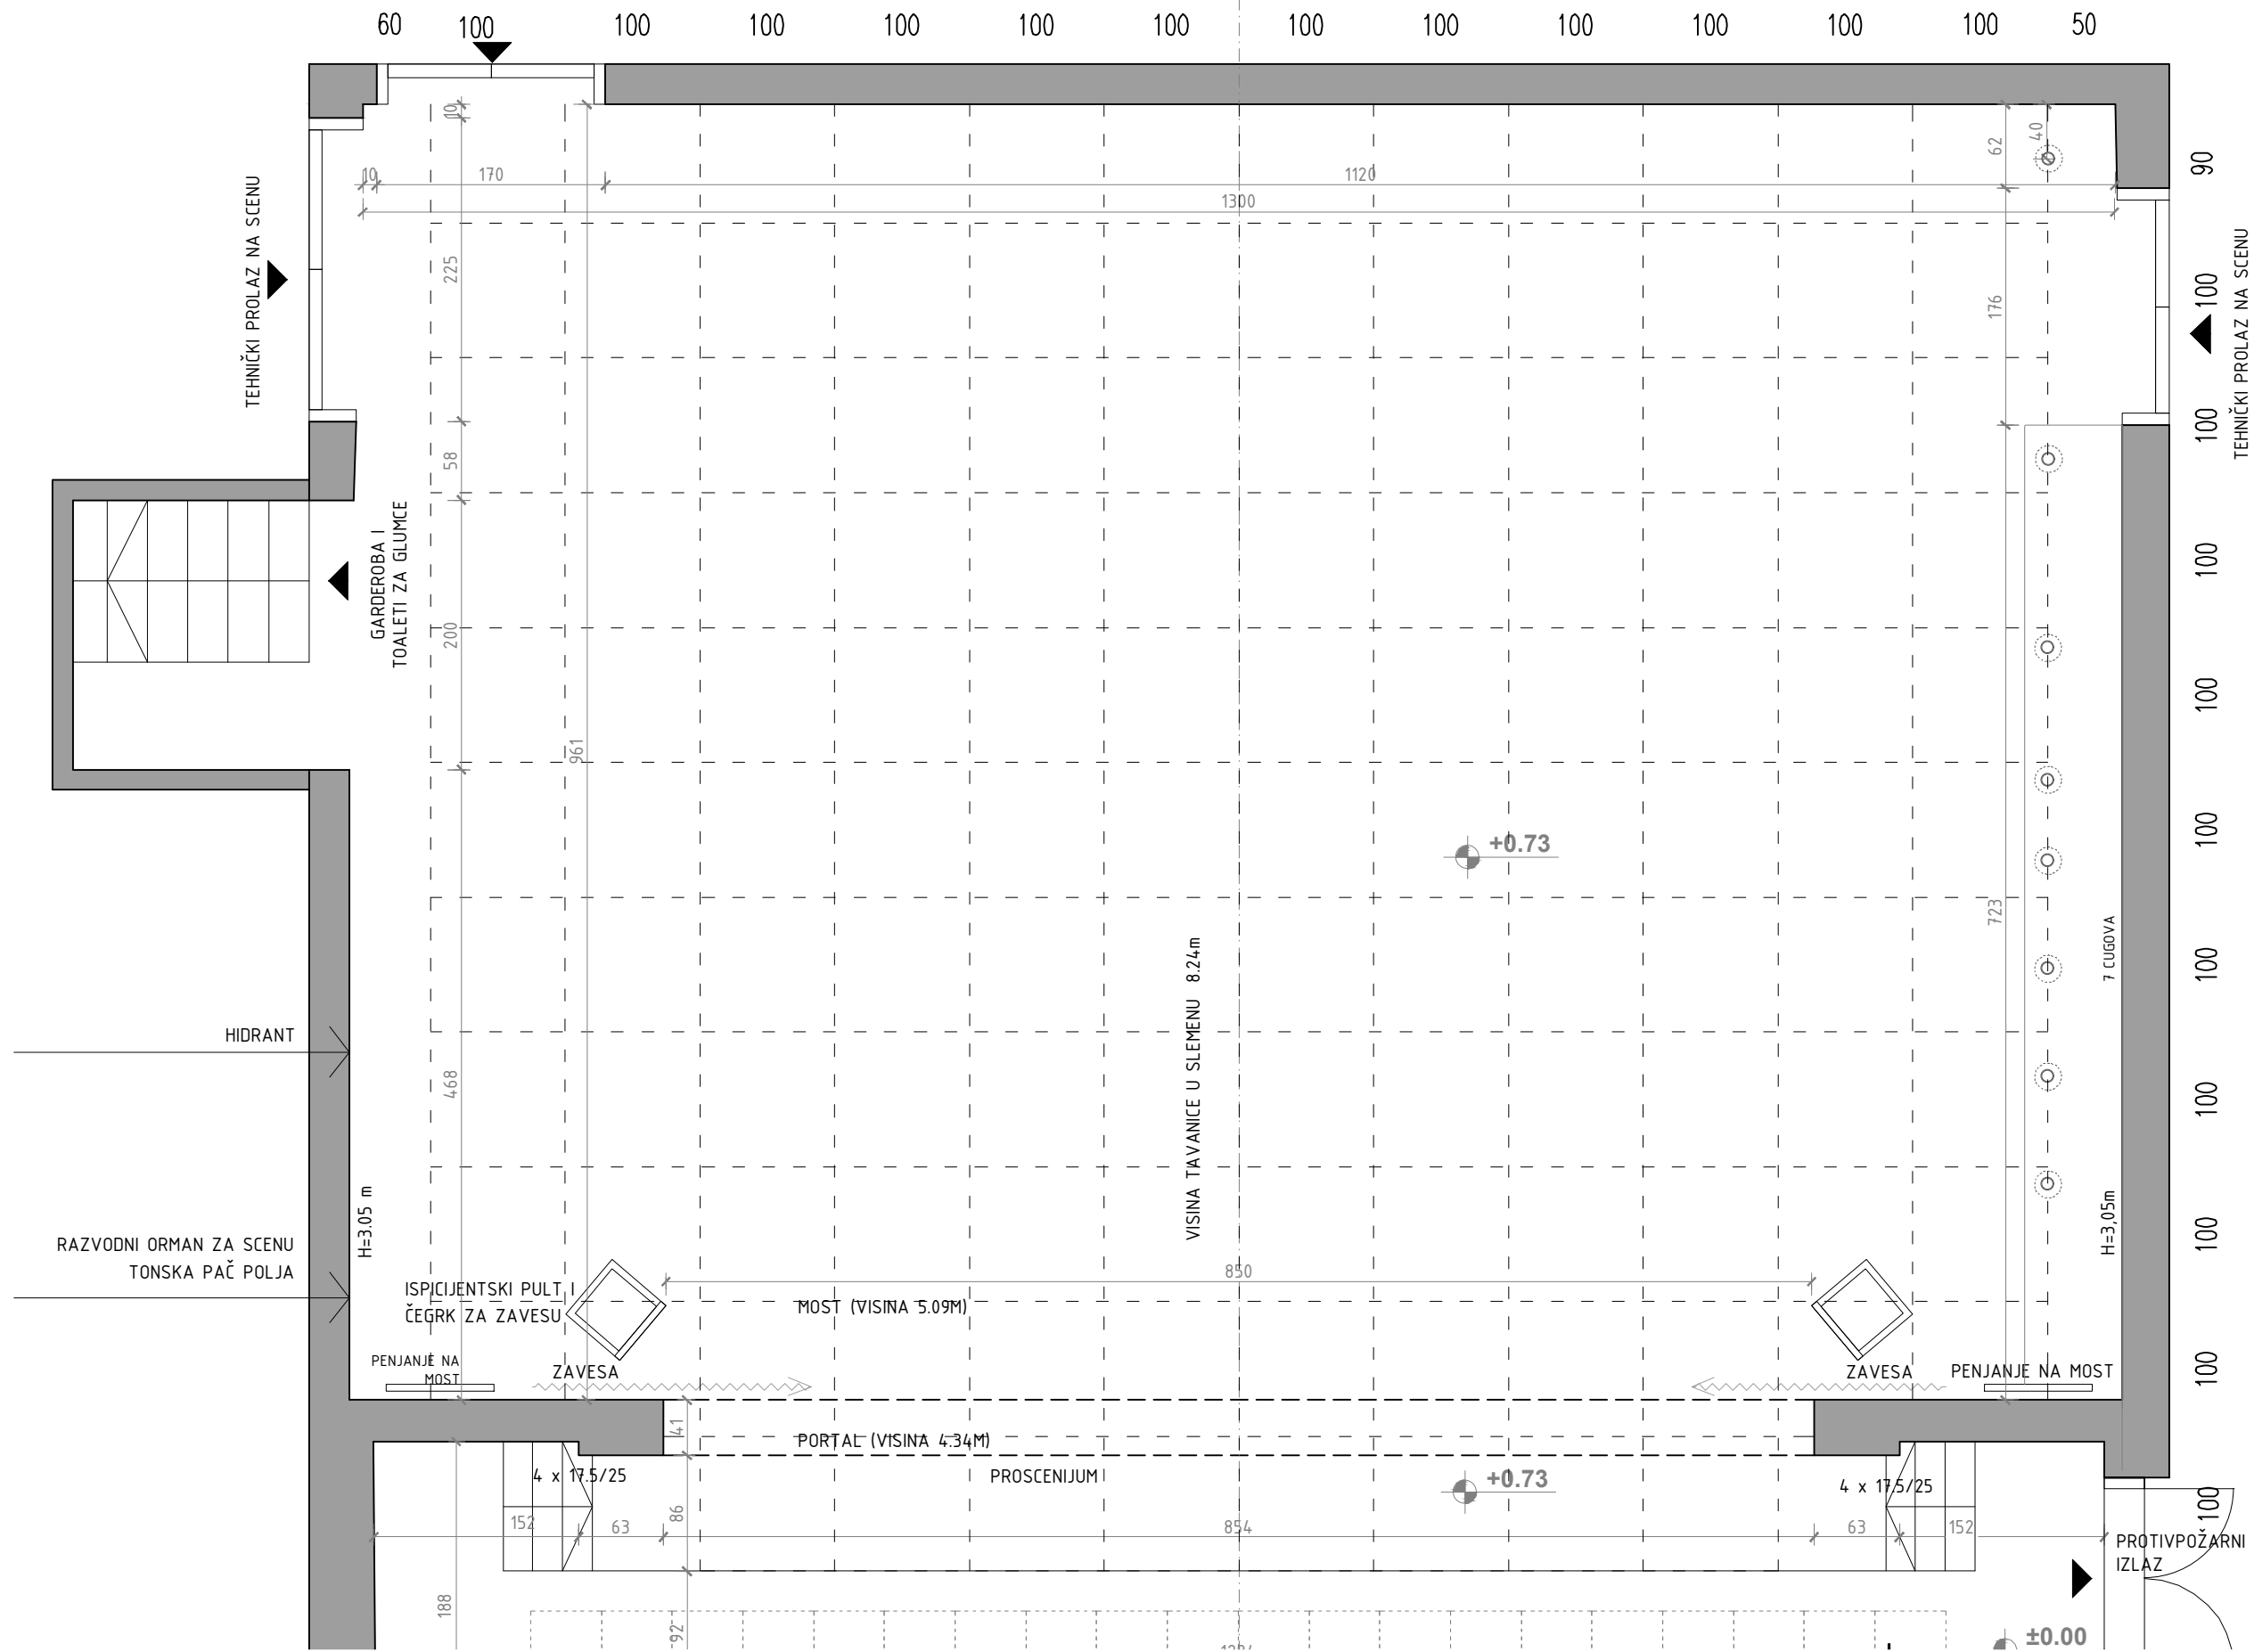 60 100 100 100 100 100 100 100 100 100 100 100 100 50
10
10 170 1120
1300
62
40
90
TEHNIČKI PROLAZ NA SCENU
225
176
100
TEHNIČKI PROLAZ NA SCENU
58
100
GARDEROBA I
TOALETI ZA GLUMCE
100
200
100
961
+0.73
100
723
7 CUGOVA
VISINA TAVANICE U SLEMENU 8.24m
100
HIDRANT
468
100
H=3.05 m
H=3,05m
100
RAZVODNI ORMAN ZA SCENU
TONSKA PAČ POLJA
ISPICIJENTSKI PULT I
ČEGRK ZA ZAVESU
850
MOST (VISINA 5.09M)
PENJANJE NA
MOST
ZAVESA
ZAVESA
PENJANJE NA MOST
100
41
PORTAL (VISINA 4.34M)
4 x 17.5/25
PROSCENIJUM
+0.73
4 x 17.5/25
100
86
152 63 854 63 152
PROTIVPOŽARNI
IZLAZ
188
92
±0.00